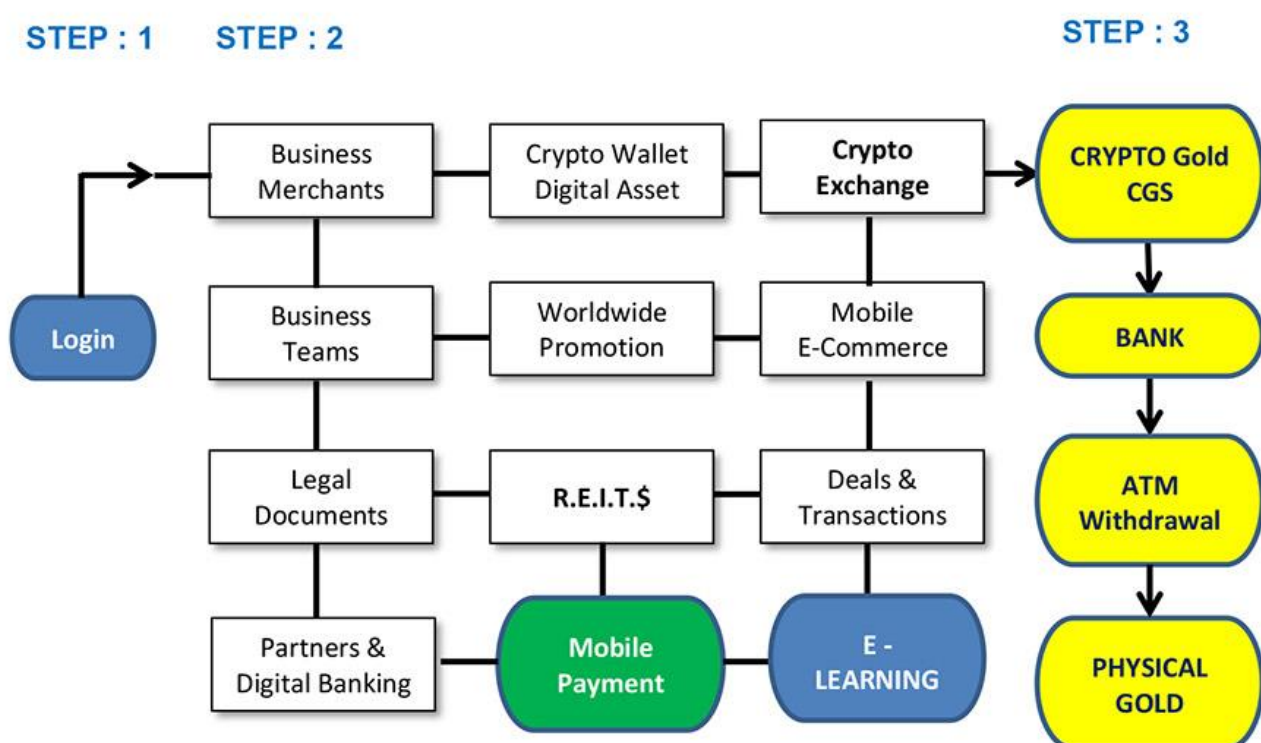 STEP : 1
STEP : 2
STEP : 3
Business
Merchants
Crypto Wallet
Digital Asset
Crypto
Exchange
CRYPTO Gold
CGS
Login
Business
Teams
Worldwide
Promotion
Mobile
E-Commerce
BANK
Legal
Documents
R.E.I.T.$
Deals &
Transactions
ATM
Withdrawal
Partners &
Digital Banking
Mobile
Payment
E -
LEARNING
PHYSICAL
GOLD